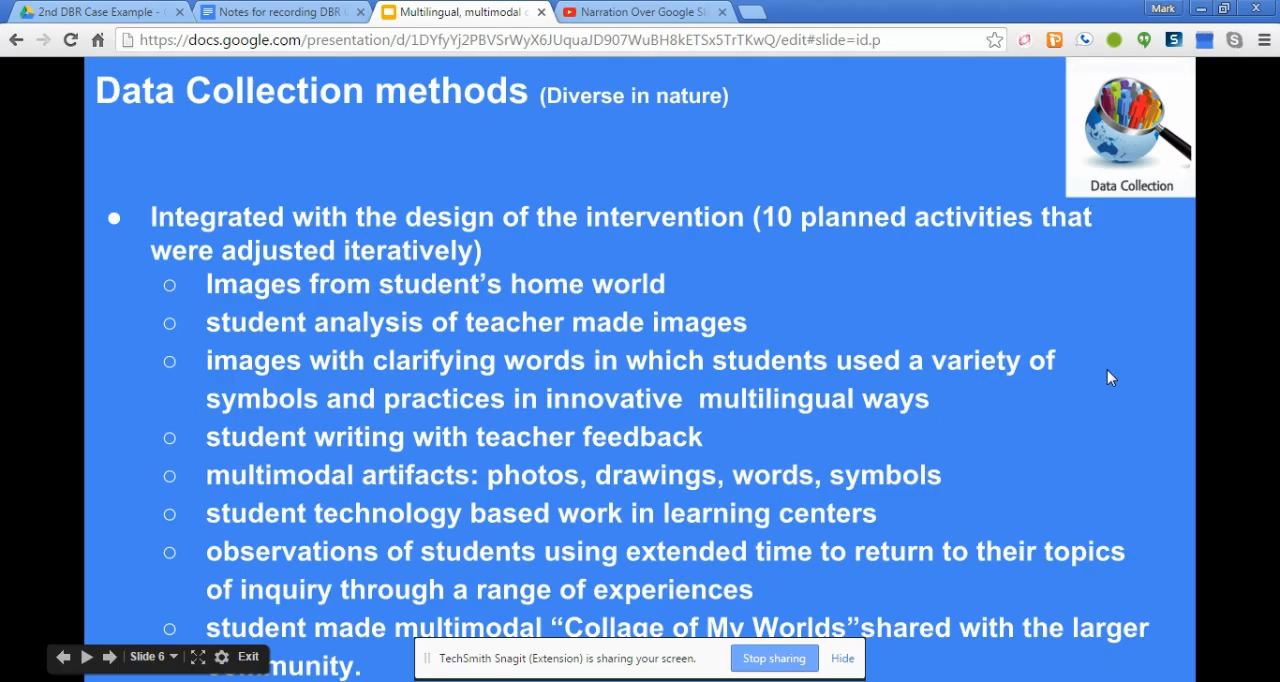 2nd DBR Case Example -
Notes for recording DBR
Multilingual, multimodal
Narration Over Google Sl
Mark
https://docs.google.com/presentation/d/1DYfyYj2PBVSrWyX6JUquaJD907WuBH8kETSx5TrTKwQ/edit#slide=id.p
Data Collection methods (Diverse in nature)
Data Collection
● Integrated with the design of the intervention (10 planned activities that
were adjusted iteratively)
○ Images from student’s home world
○ student analysis of teacher made images
○ images with clarifying words in which students used a variety of
symbols and practices in innovative multilingual ways
○ student writing with teacher feedback
○ multimodal artifacts: photos, drawings, words, symbols
○ student technology based work in learning centers
○ observations of students using extended time to return to their topics
of inquiry through a range of experiences
○ student made multimodal “Collage of My Worlds”shared with the larger
community.
Slide 6
Exit
TechSmith Snagit (Extension) is sharing your screen.
Stop sharing
Hide